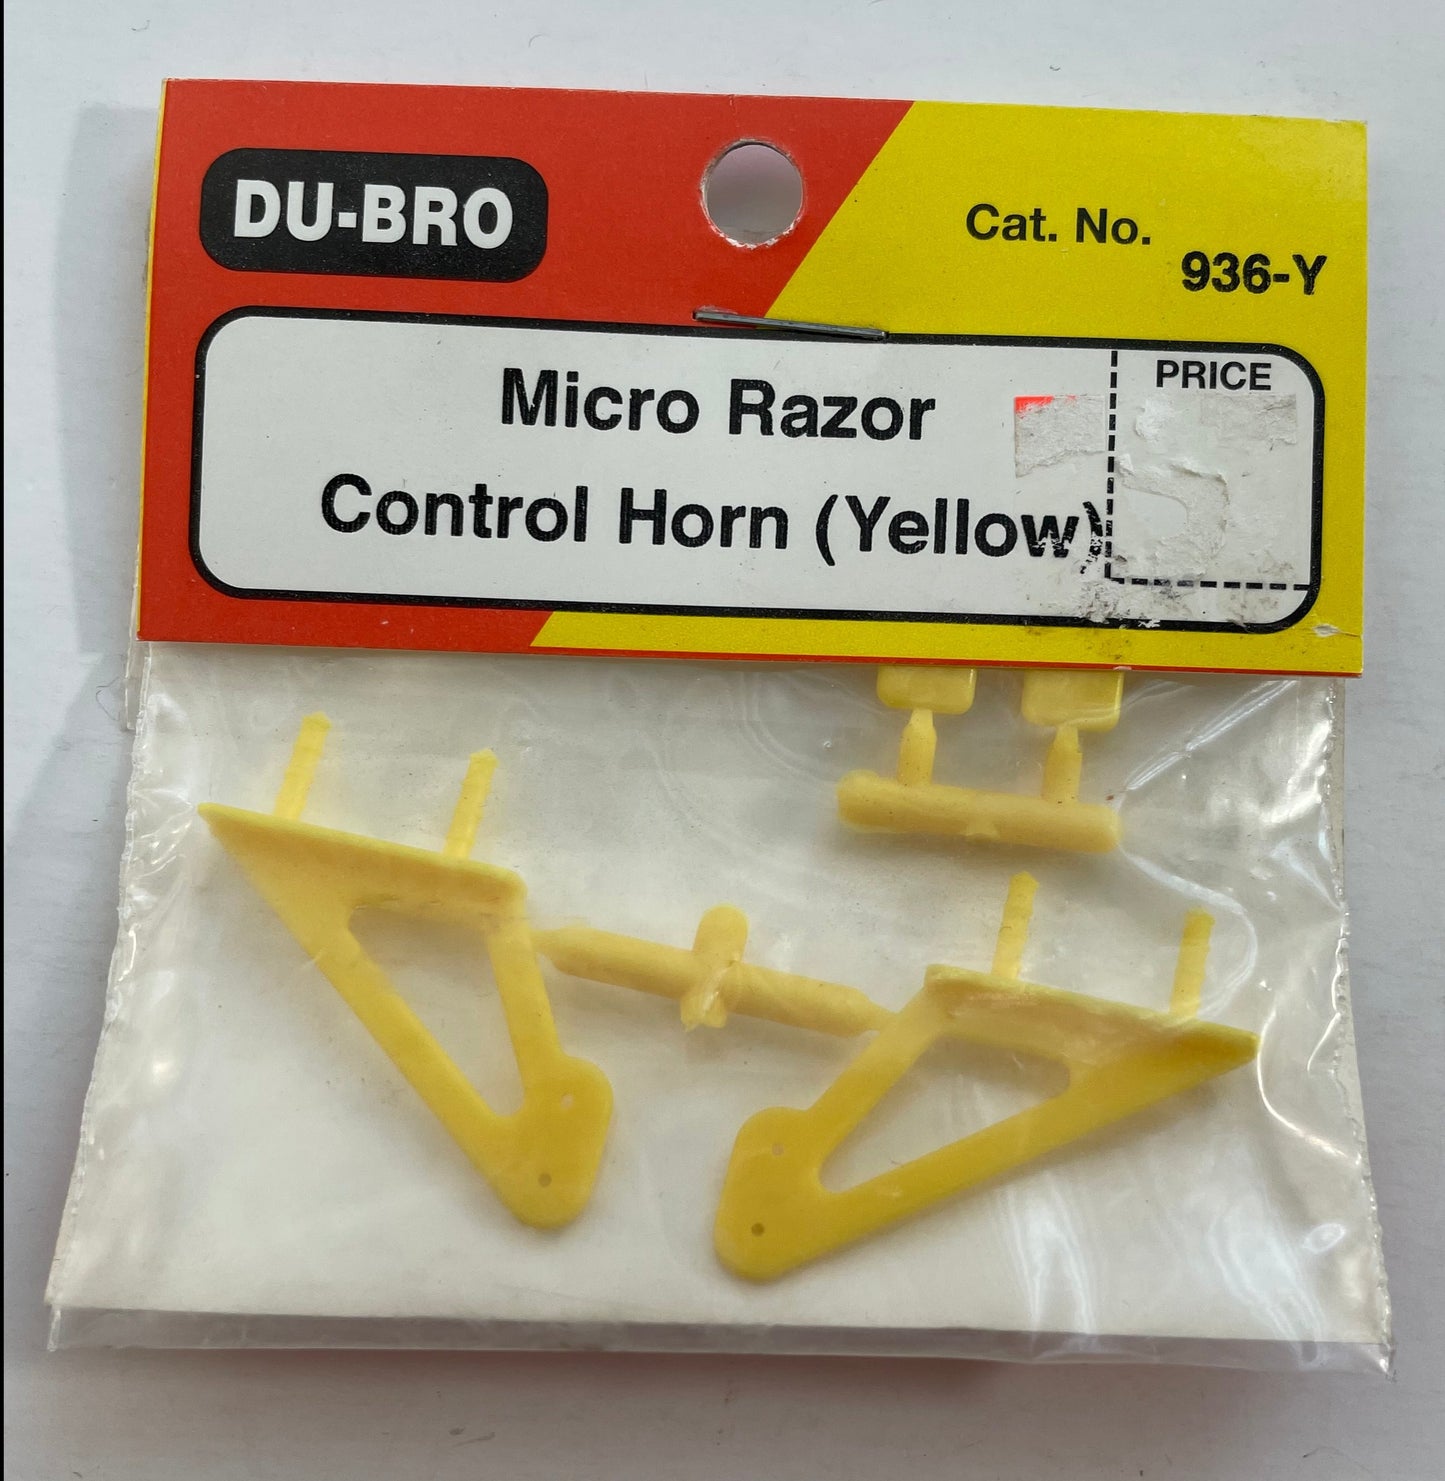 DU-BRO
Cat. No.
936-Y
Micro Razor
PRICE
Control Horn (Yellow)